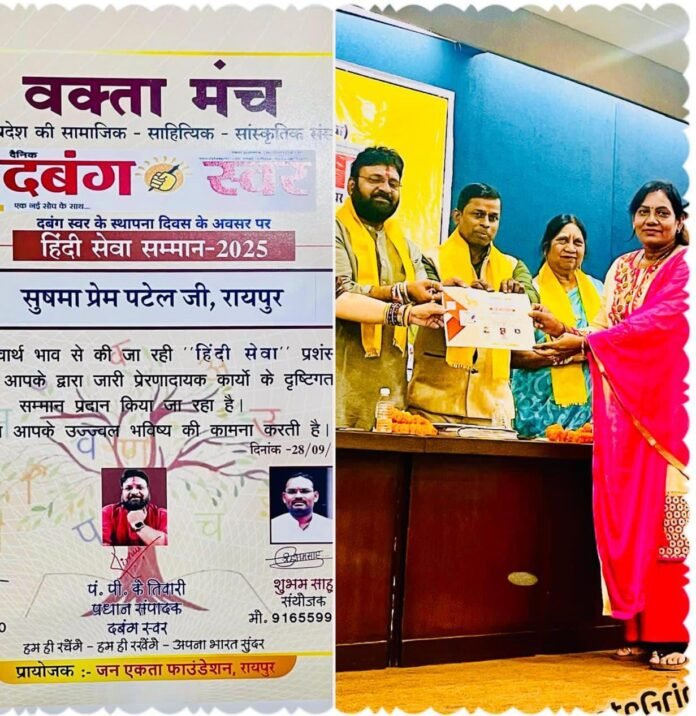 वक्ता मंच
प्रदेश की सामाजिक - साहित्यिक - सांस्कृतिक
दैनिक
दबंग स्वर
एक नई सोच के साथ...
दबंग स्वर के स्थापना दिवस के अवसर पर
हिंदी सेवा सम्मान-2025
सुषमा प्रेम पटेल जी, रायपुर
भाव से की जा रही "हिंदी सेवा"
आपके द्वारा जारी प्रेरणादायक कार्यो के दृष्टिगत
सम्मान प्रदान किया जा रहा है।
आपके उज्ज्वल भविष्य की कामना करती है।
दिनांक -28/09/
पं. पी. के तिवारी
प्रधान संपादक
दबंग स्वर
शुभम साहू
संयोजक
मो. 9165599
हम ही रचेंगे - हम ही रखेंगे - अपना भारत सुंदर
प्रायोजक :- जन एकता फाउंडेशन, रायपुर